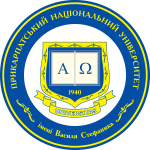 ПРИКАРПАТСЬКИЙ НАЦІОНАЛЬНИЙ УНІВЕРСИТЕТ
Α Ω
1940
імені Василя Стефаника